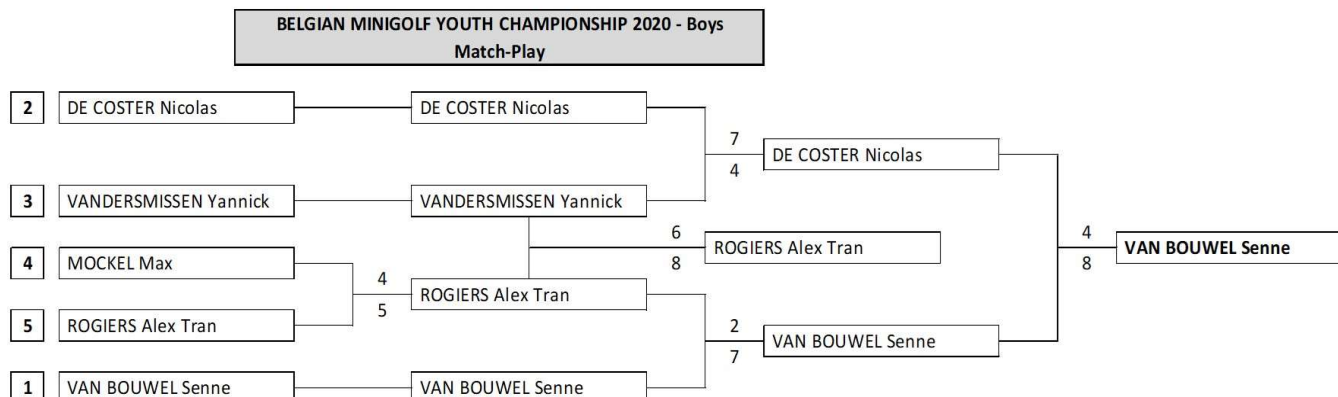 BELGIAN MINIGOLF YOUTH CHAMPIONSHIP 2020 - Boys
Match-Play
2 DE COSTER Nicolas DE COSTER Nicolas
7
DE COSTER Nicolas
4
3 VANDERSMISSEN Yannick VANDERSMISSEN Yannick
6 4
ROGIERS Alex Tran VAN BOUWEL Senne
4 MOCKEL Max 8 8
4
ROGIERS Alex Tran
5
5 ROGIERS Alex Tran 2
VAN BOUWEL Senne
7
1 VAN BOUWEL Senne VAN BOUWEL Senne